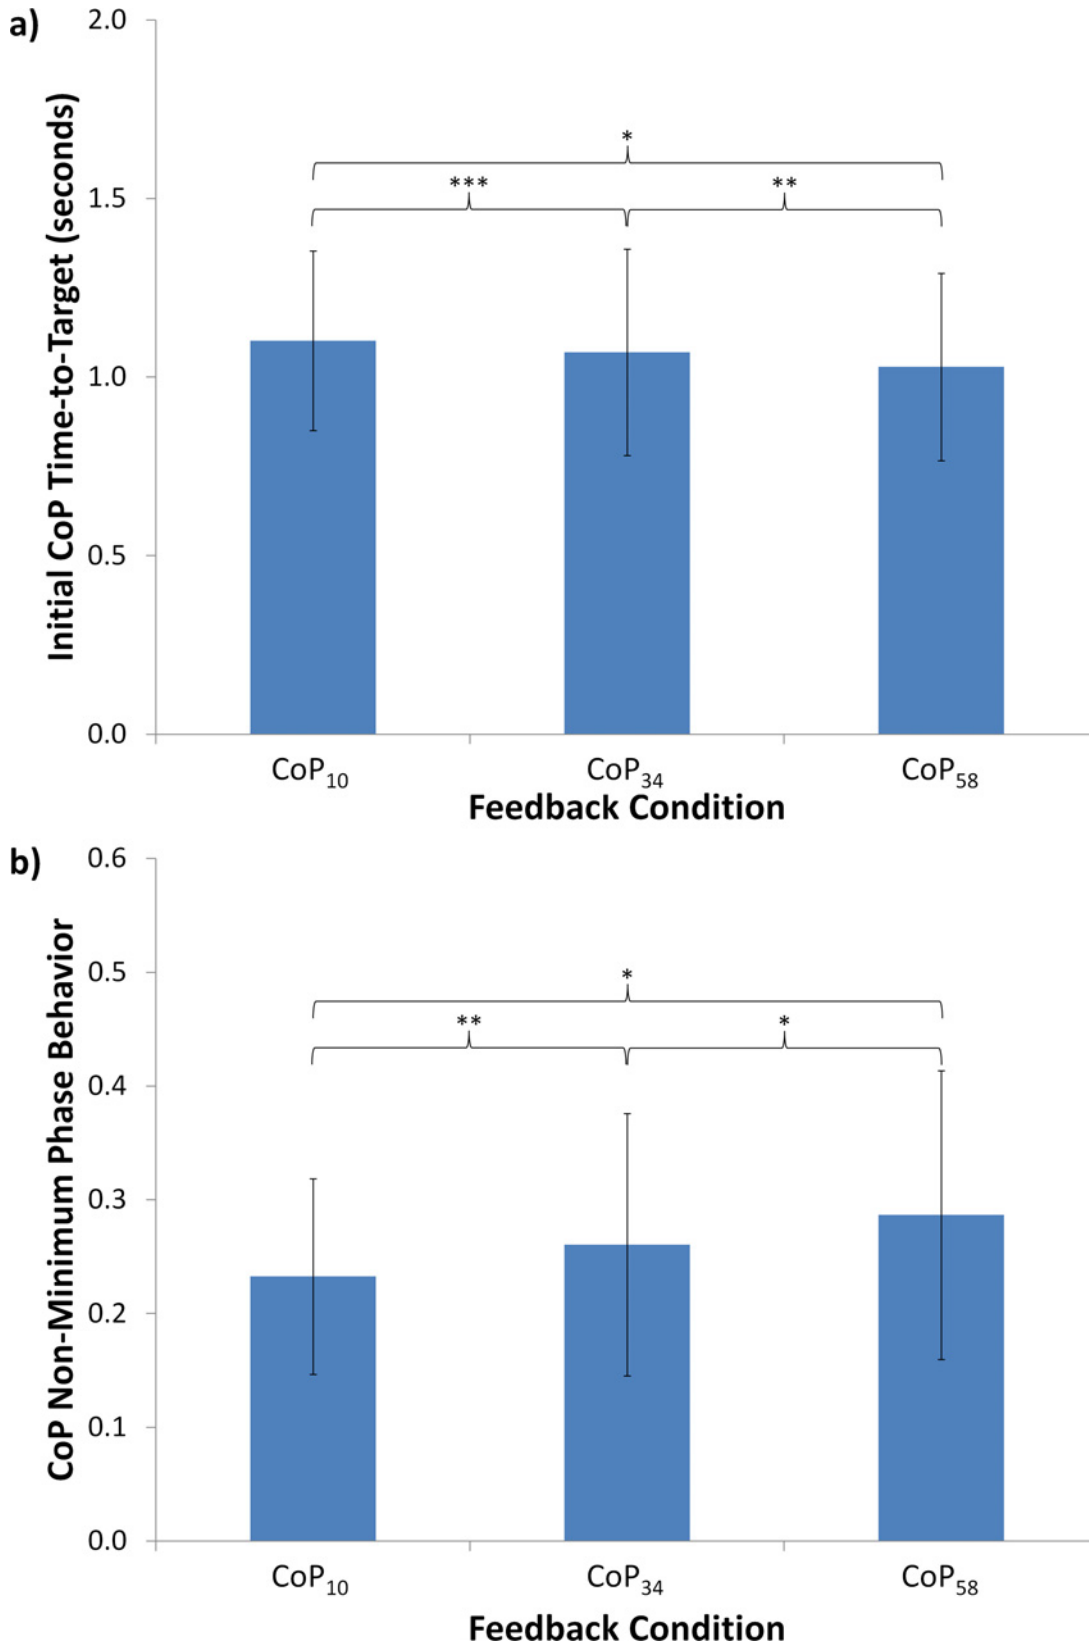 a)
Initial CoP Time-to-Target (seconds)
2.0
1.5
1.0
0.5
0.0
*
***
**
CoP10
CoP34
CoP58
Feedback Condition
b)
CoP Non-Minimum Phase Behavior
0.6
0.5
0.4
0.3
0.2
0.1
0.0
*
**
*
CoP10
CoP34
CoP58
Feedback Condition